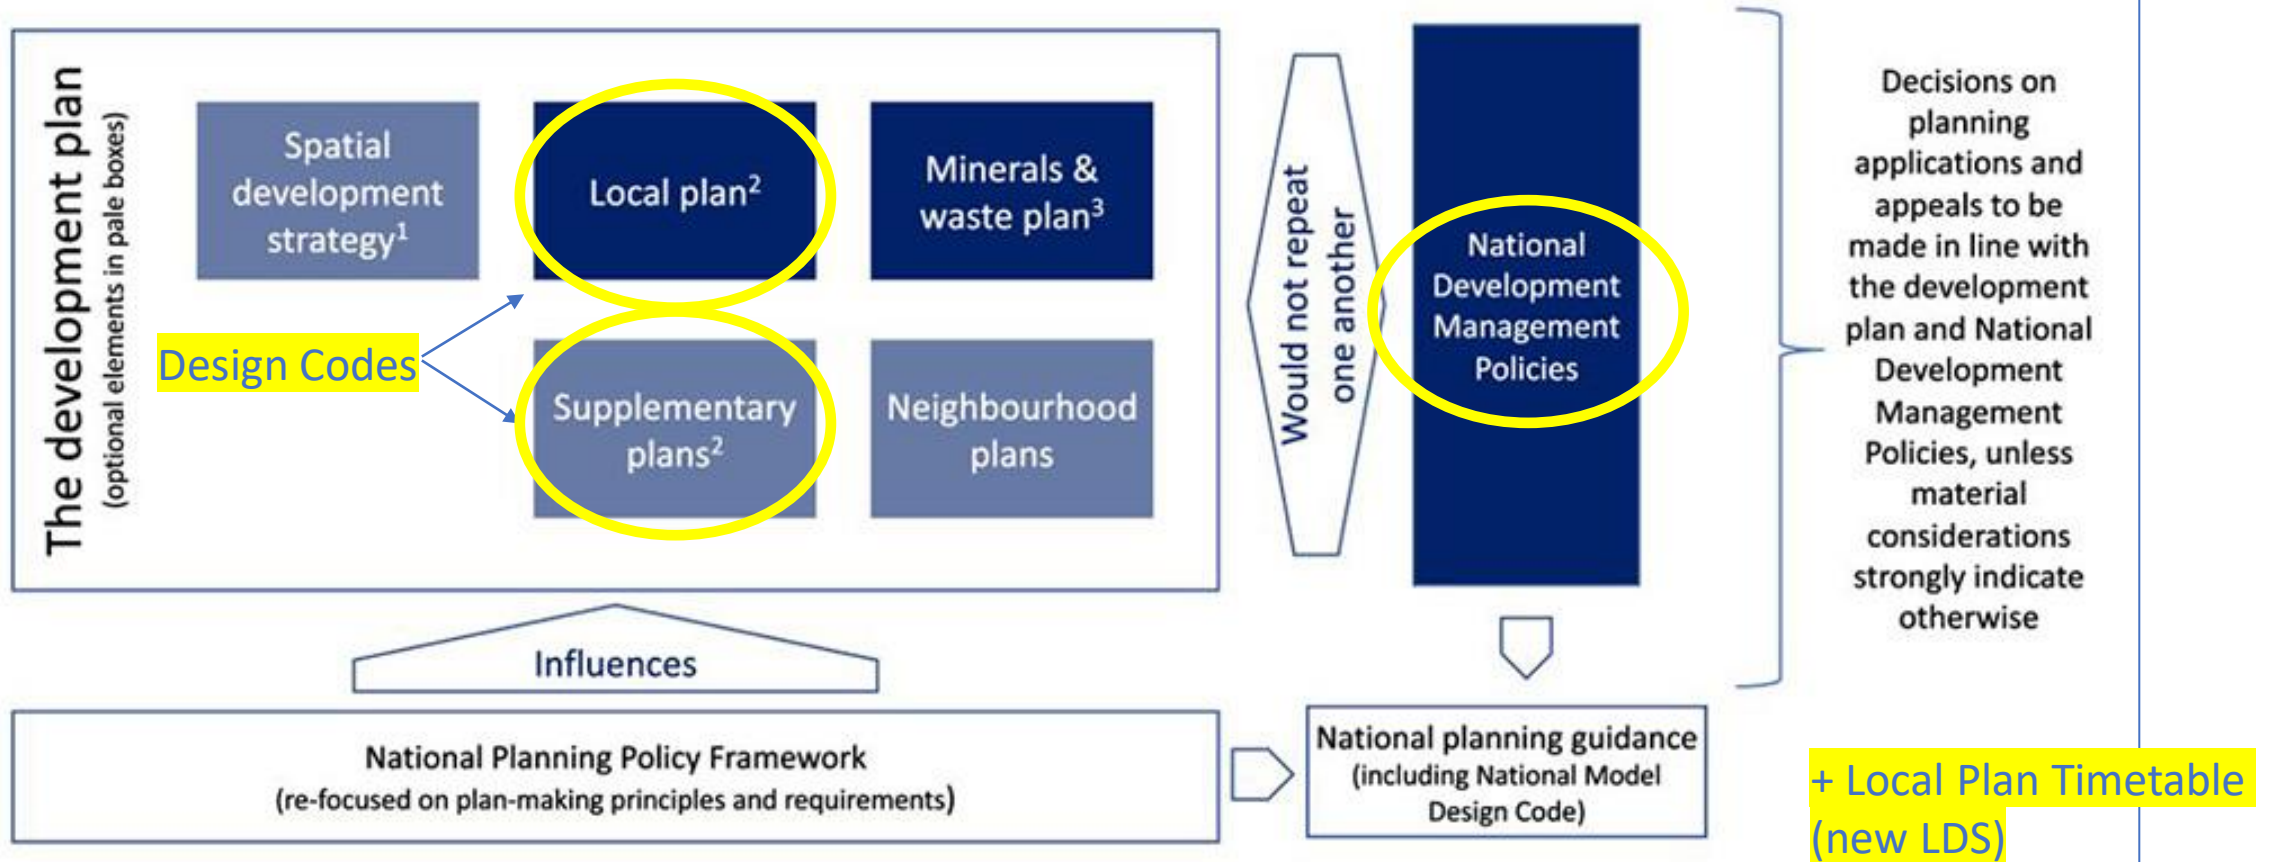 The development plan
(optional elements in pale boxes)
Spatial
development
strategy¹
Local plan²
Minerals &
waste plan³
Design Codes
Supplementary
plans²
Neighbourhood
plans
Would not repeat
one another
National
Development
Management
Policies
Decisions on
planning
applications and
appeals to be
made in line with
the development
plan and National
Development
Management
Policies, unless
material
considerations
strongly indicate
otherwise
Influences
National Planning Policy Framework
(re-focused on plan-making principles and requirements)
National planning guidance
(including National Model
Design Code)
+ Local Plan Timetable
(new LDS)